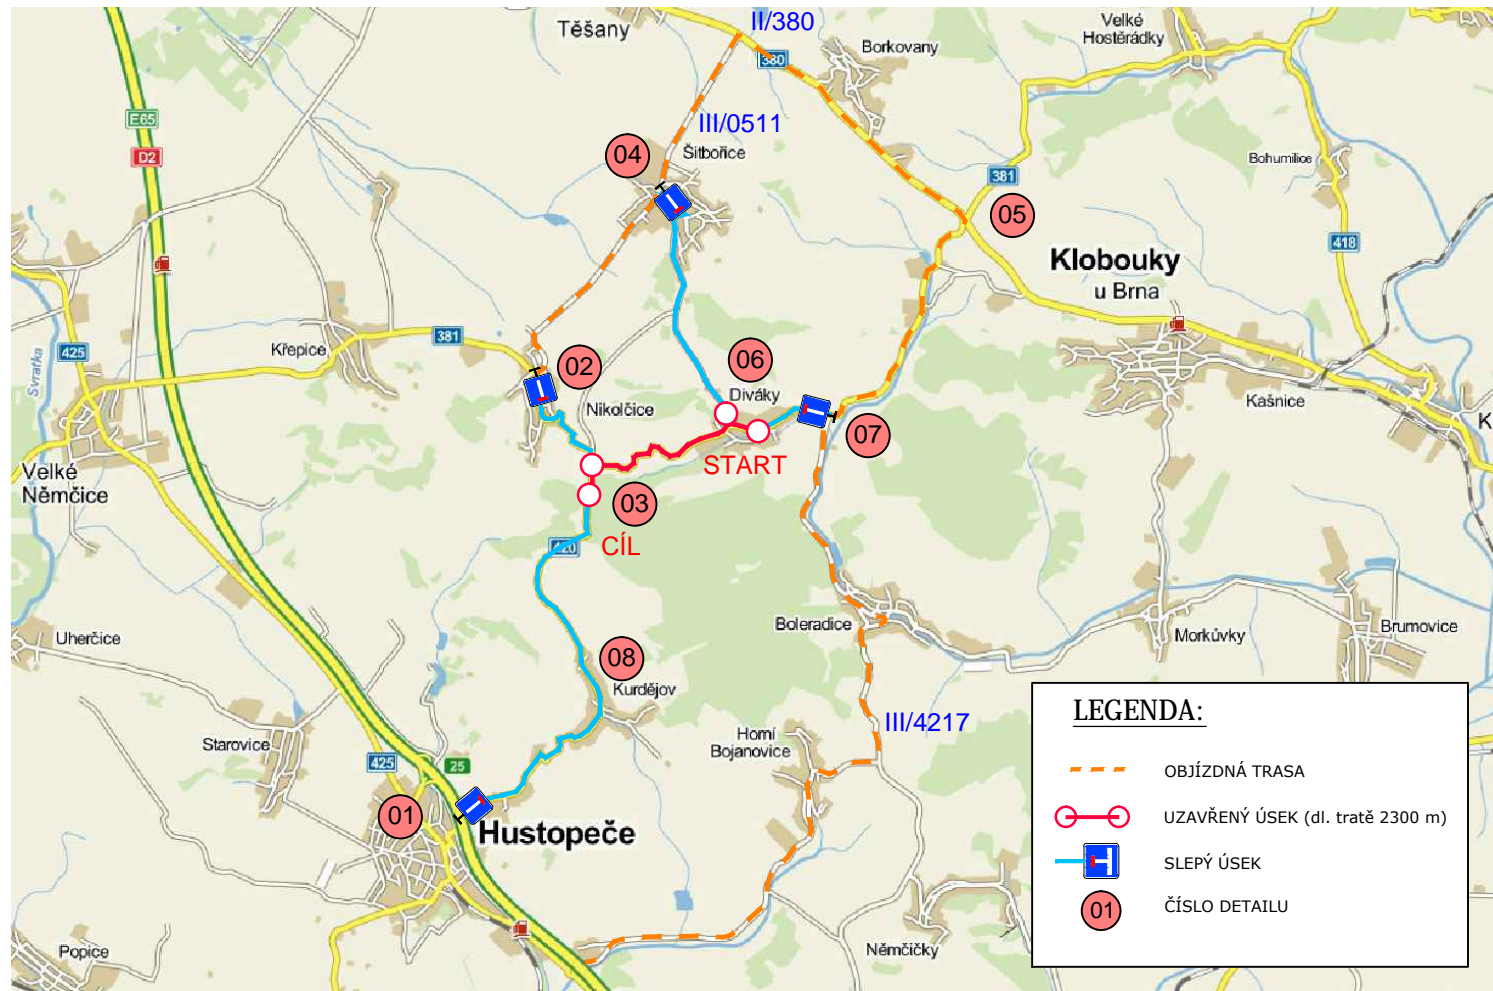 II/380
Těšany
Velké
Hostěrádky
Borkovany
380
E65
III/0511
D2
04
Šitbořice
Bohumilice
381
05
418
Klobouky
u Brna
Svratka
381
425
Křepice
06
02
Diváky
Nikolčice
Kašnice
K
07
START
Velké
Němčice
03
CÍL
420
Uherčice
Boleradice
Morkůvky
Brumovice
08
Kurdějov
LEGENDA:
III/4217
Horní
Bojanovice
Starovice
425
25
OBJÍZDNÁ TRASA
01
UZAVŘENÝ ÚSEK (dl. tratě 2300 m)
Hustopeče
SLEPÝ ÚSEK
01
ČÍSLO DETAILU
Němčičky
Popice